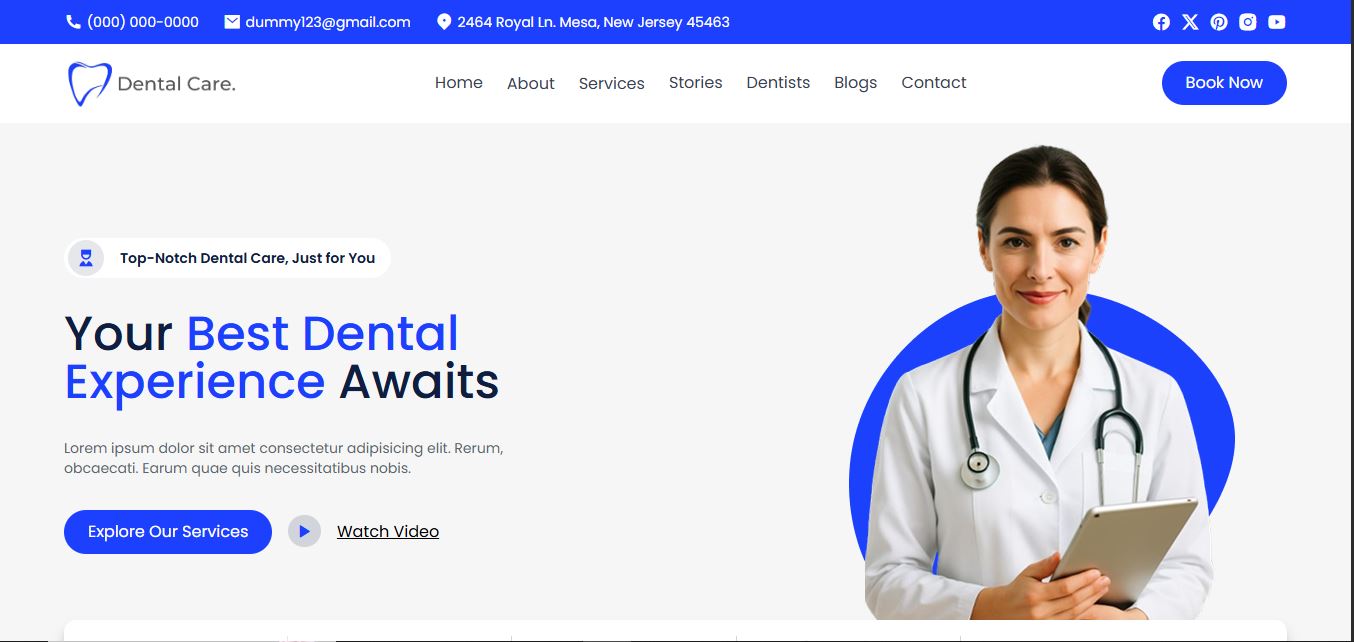 (000) 000-0000 dummy123@gmail.com 2464 Royal Ln. Mesa, New Jersey 45463
Dental Care. Home About Services Stories Dentists Blogs Contact Book Now
Top-Notch Dental Care, Just for You
Your Best Dental
Experience Awaits
Lorem ipsum dolor sit amet consectetur adipisicing elit. Rerum,
obcaecati. Earum quae quis necessitatibus nobis.
Explore Our Services Watch Video